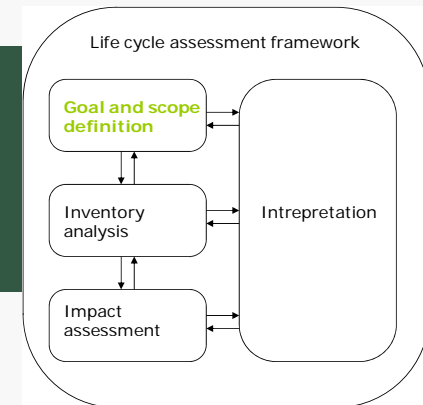 Life cycle assessment framework
Goal and scope
definition
Inventory
analysis
Intrepretation
Impact
assessment